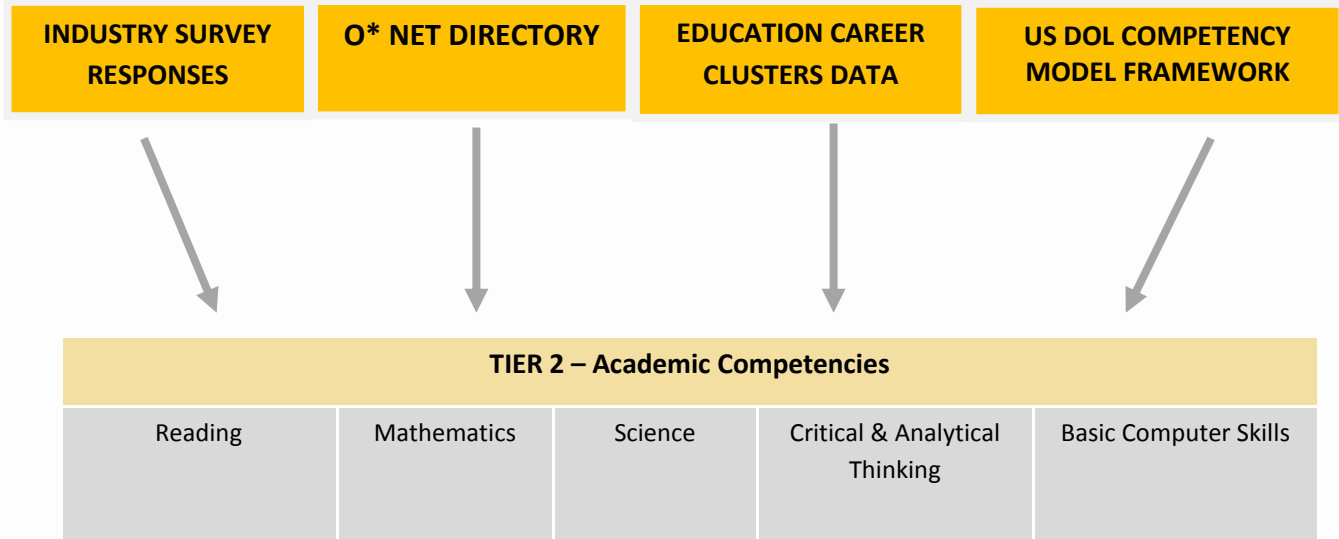 INDUSTRY SURVEY
RESPONSES
O* NET DIRECTORY
EDUCATION CAREER
CLUSTERS DATA
US DOL COMPETENCY
MODEL FRAMEWORK
TIER 2 – Academic Competencies
Reading
Mathematics
Science
Critical & Analytical
Thinking
Basic Computer Skills